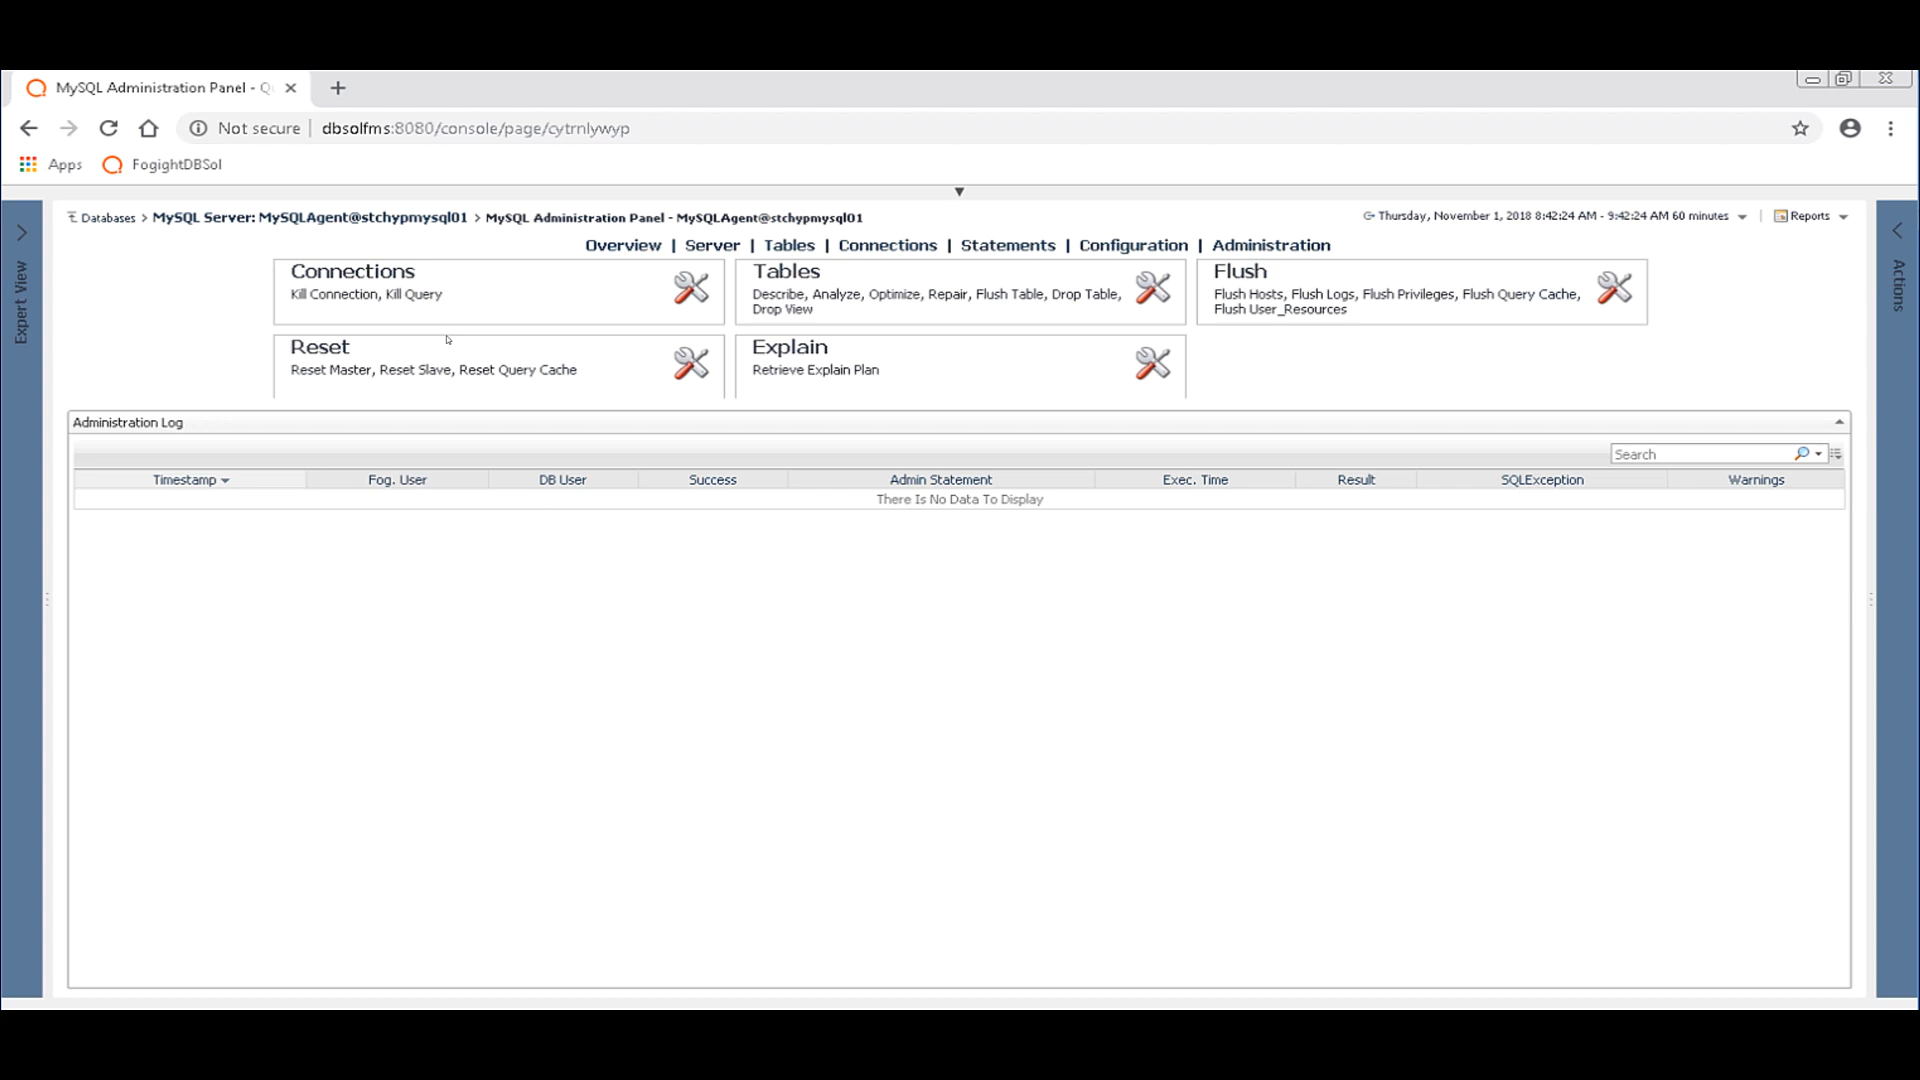 MySQL Administration Panel - Q
Not secure | dbsolfms:8080/console/page/cytrnlywyp
Apps FogightDBSol
Databases > MySQL Server: MySQLAgent@stchypmysql01 > MySQL Administration Panel - MySQLAgent@stchypmysql01
Thursday, November 1, 2018 8:42:24 AM - 9:42:24 AM 60 minutes | Reports
Overview | Server | Tables | Connections | Statements | Configuration | Administration
Expert View
Actions
Connections
Kill Connection, Kill Query
Tables
Describe, Analyze, Optimize, Repair, Flush Table, Drop Table,
Drop View
Flush
Flush Hosts, Flush Logs, Flush Privileges, Flush Query Cache,
Flush User_Resources
Reset
Reset Master, Reset Slave, Reset Query Cache
Explain
Retrieve Explain Plan
Administration Log
Search
Timestamp Fog. User DB User Success Admin Statement Exec. Time Result SQLException Warnings
There Is No Data To Display